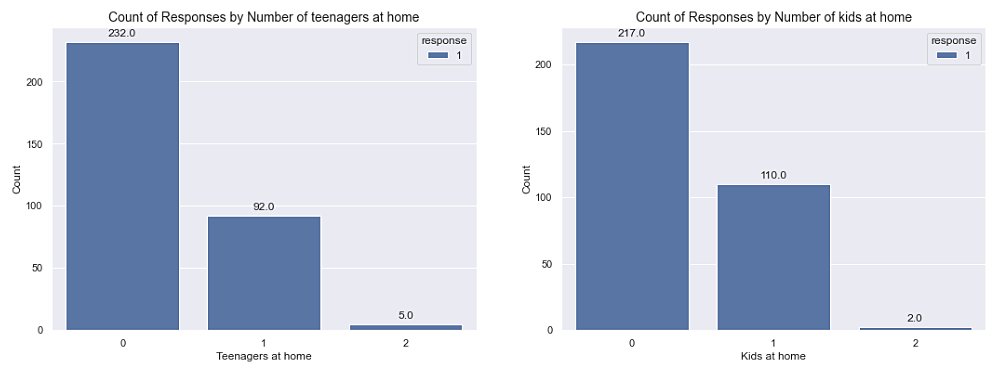 Count of Responses by Number of teenagers at home
232.0
response
1
200
150
100
50
0
Count
92.0
5.0
0 1 2
Teenagers at home
Count of Responses by Number of kids at home
217.0
response
1
200
150
100
50
0
Count
110.0
2.0
0 1 2
Kids at home